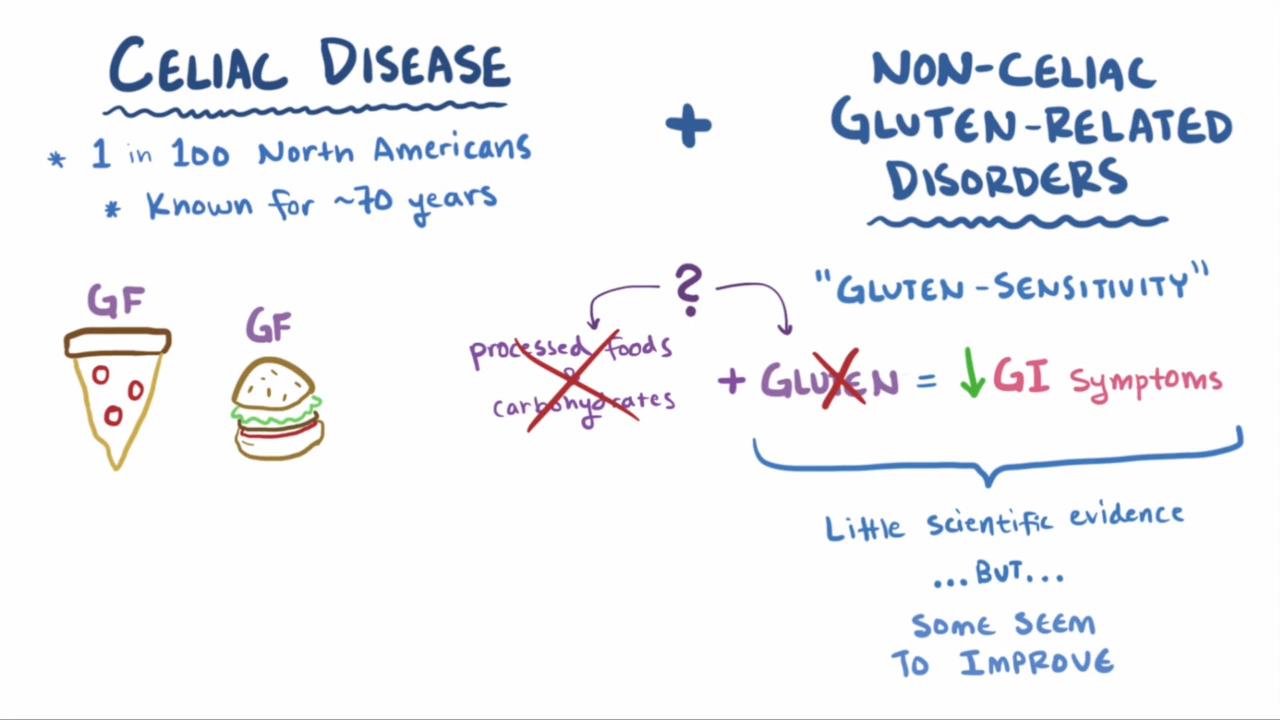 CELIAC DISEASE
* 1 in 100 North Americans
* Known for ~70 years
GF
GF
+
NON-CELIAC
GLUTEN-RELATED
DISORDERS
"GLUTEN-SENSITIVITY"
?
processed foods
carbohydrates
+ GLUTEN = ↓ GI Symptoms
Little scientific evidence
...BUT...
SOME SEEM
TO IMPROVE